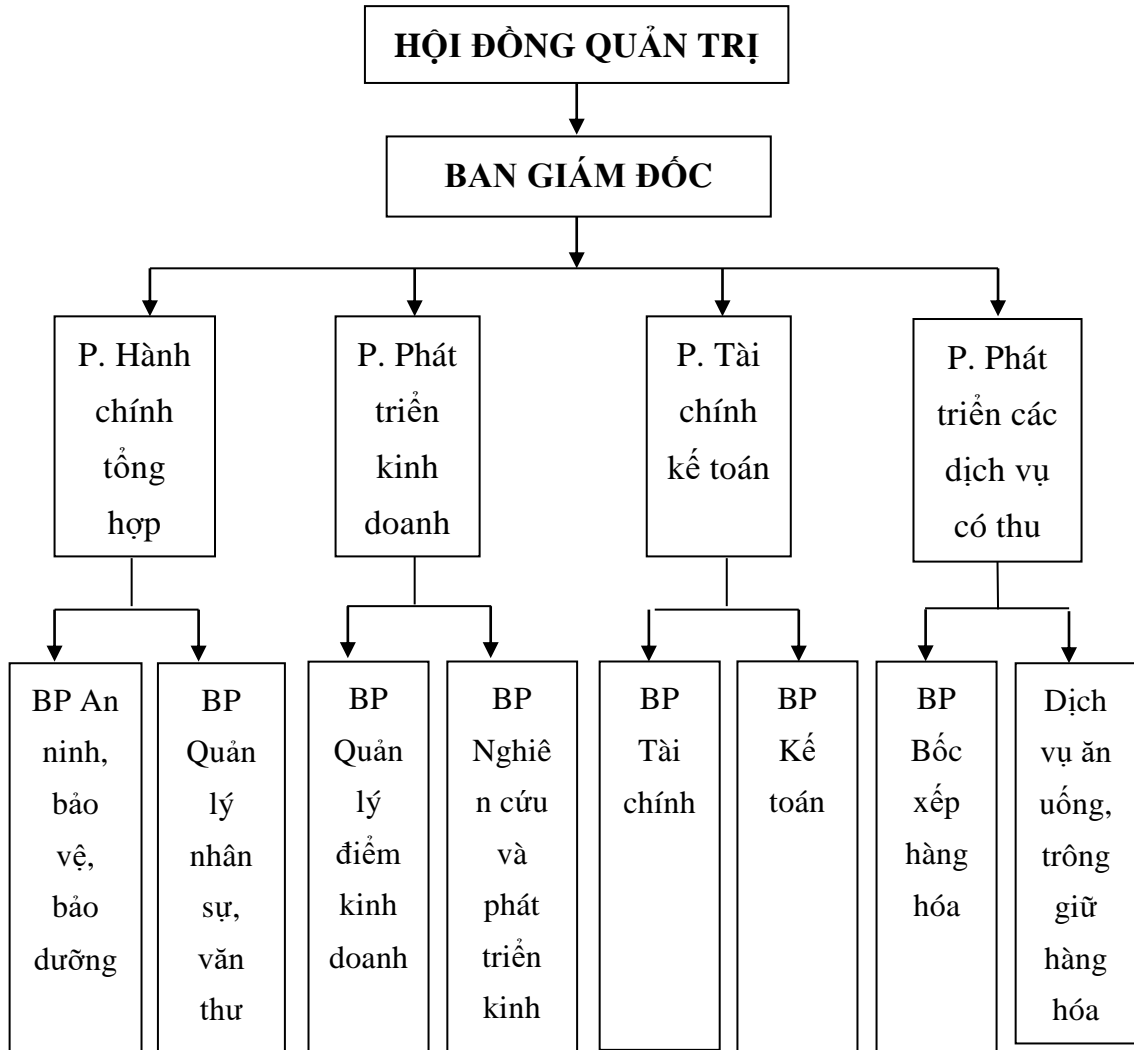 HỘI ĐỒNG QUẢN TRỊ
BAN GIÁM ĐỐC
P. Hành
chính
tổng
hợp
P. Phát
triển
kinh
doanh
P. Tài
chính
kế toán
P. Phát
triển các
dịch vụ
có thu
BP An
ninh,
bảo
vệ,
bảo
dưỡng
BP
Quản
lý
nhân
sự,
văn
thư
BP
Quản
lý
điểm
kinh
doanh
BP
Nghiê
n cứu
và
phát
triển
kinh
BP
Tài
chính
BP
Kế
toán
BP
Bốc
xếp
hàng
hóa
Dịch
vụ ăn
uống,
trông
giữ
hàng
hóa